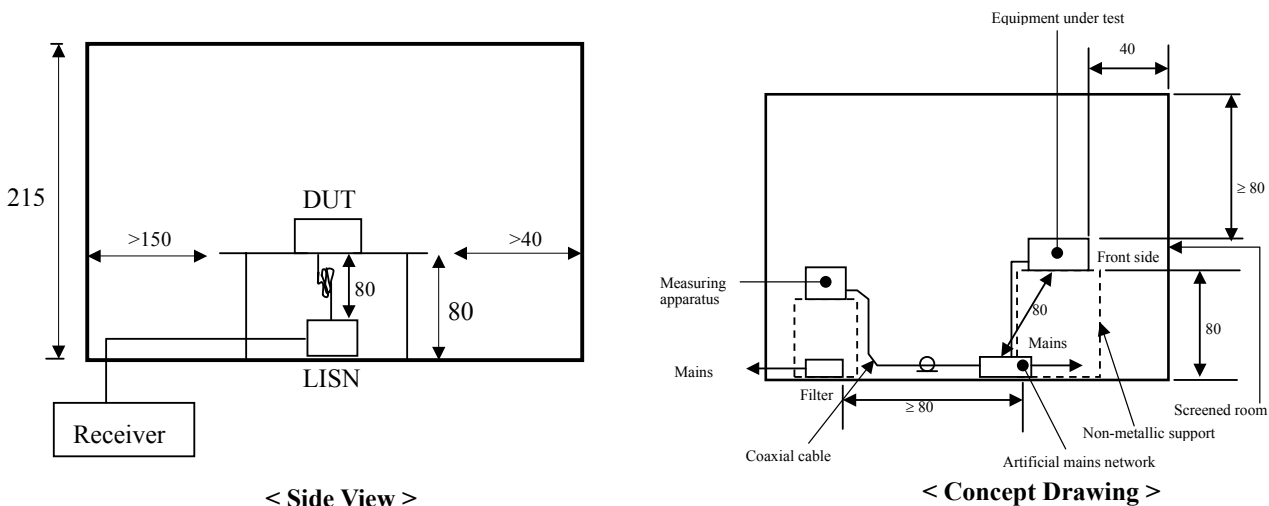 215
DUT
>150
>40
80
80
LISN
Receiver
< Side View >
Equipment under test
40
≥ 80
Front side
Measuring
apparatus
80
80
Mains
Mains
Filter
≥ 80
Screened room
Non-metallic support
Coaxial cable
Artificial mains network
< Concept Drawing >